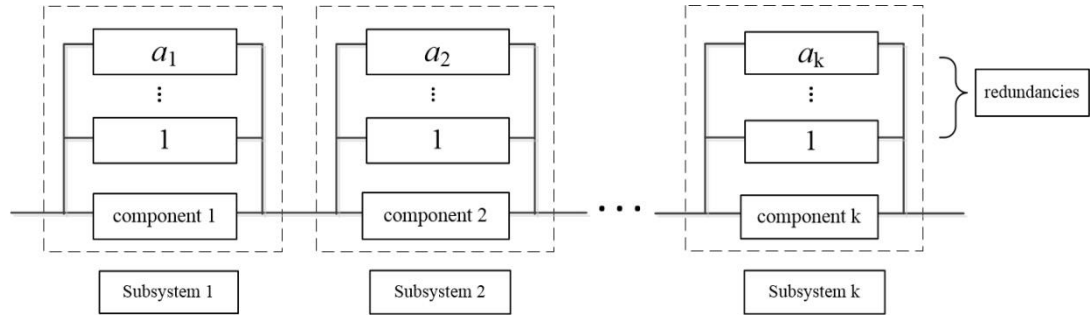 a₁
⋮
1
component 1
Subsystem 1
a₂
⋮
1
component 2
Subsystem 2
• • •
aₖ
⋮
1
component k
Subsystem k
redundancies